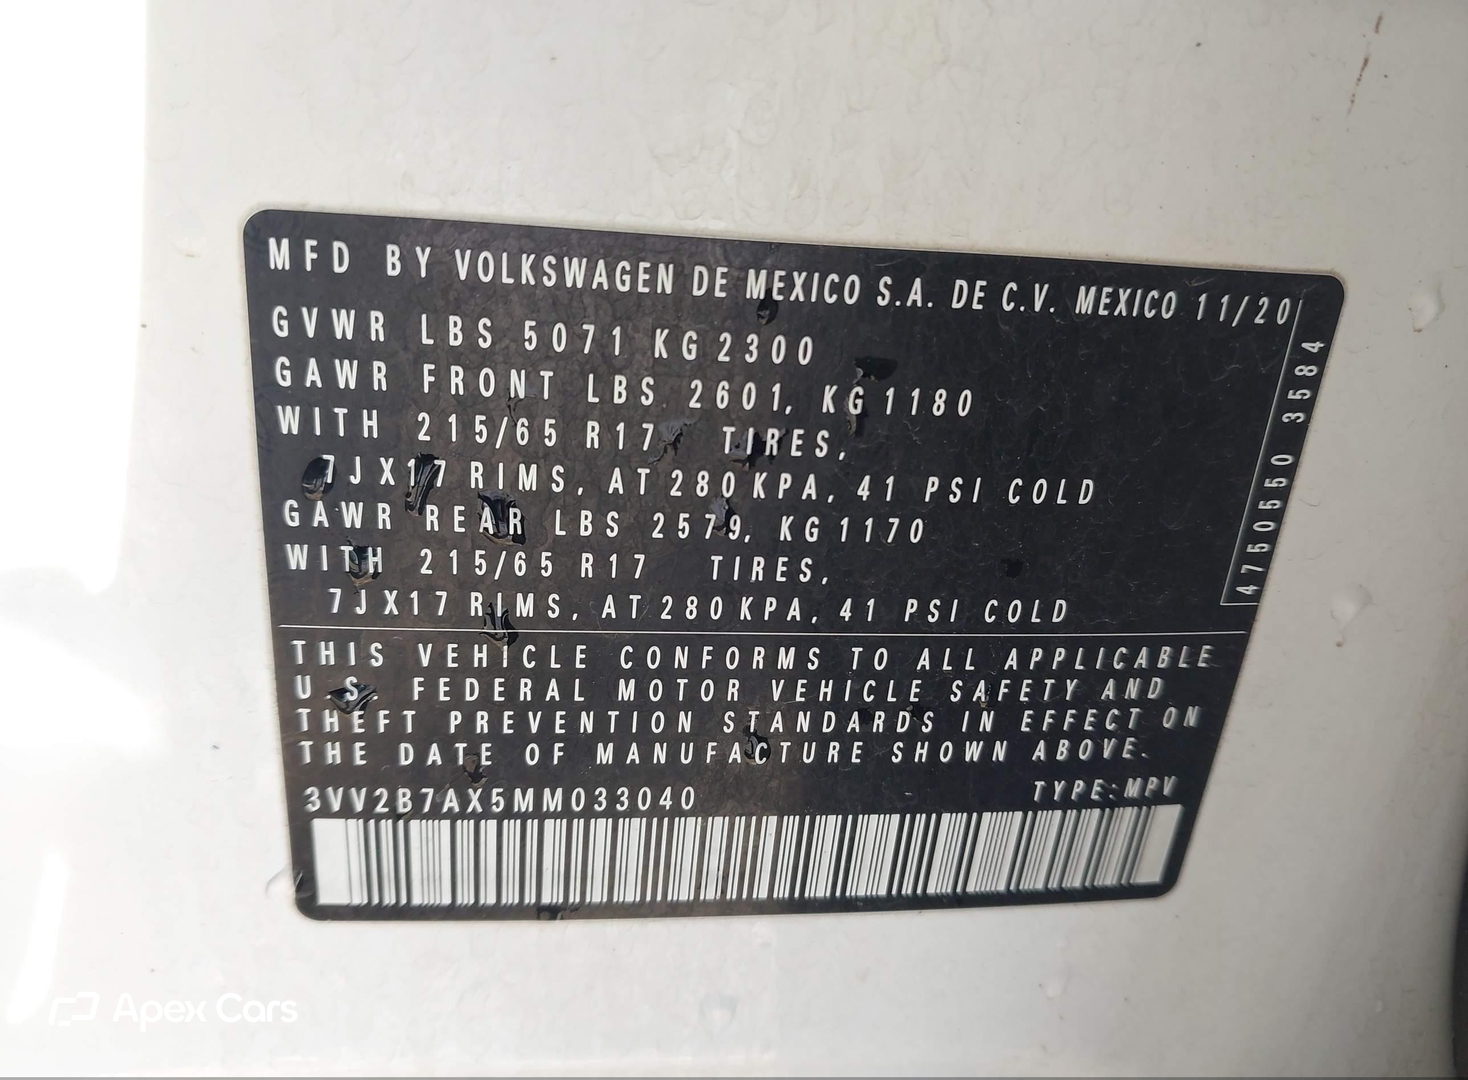 MFD BY VOLKSWAGEN DE MEXICO S.A. DE C.V. MEXICO 11/20
GVWR LBS 5071 KG 2300
GAWR FRONT LBS 2601, KG 1180
WITH 215/65 R17 TIRES,
7JX17 RIMS, AT 280 KPA, 41 PSI COLD
GAWR REAR LBS 2579, KG 1170
WITH 215/65 R17 TIRES,
7JX17 RIMS, AT 280 KPA, 41 PSI COLD
4750550 3584
THIS VEHICLE CONFORMS TO ALL APPLICABLE
U.S. FEDERAL MOTOR VEHICLE SAFETY AND
THEFT PREVENTION STANDARDS IN EFFECT ON
THE DATE OF MANUFACTURE SHOWN ABOVE.
3VV2B7AX5MM033040 TYPE:MPV
Apex Cars